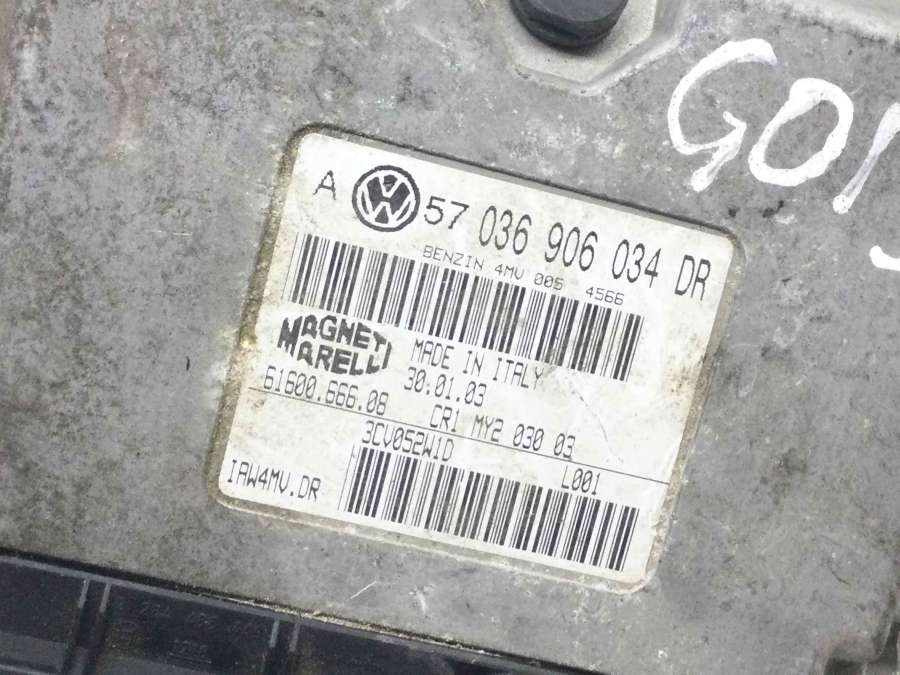 GO
A VW 57 036 906 034 DR
BENZIN 4MV 005 4566
MAGNETI
MARELLI
MADE IN ITALY
61600.666.08 30.01.03
CR1 MY2 030 03
3CV052W1D L001
IAW4MV.DR